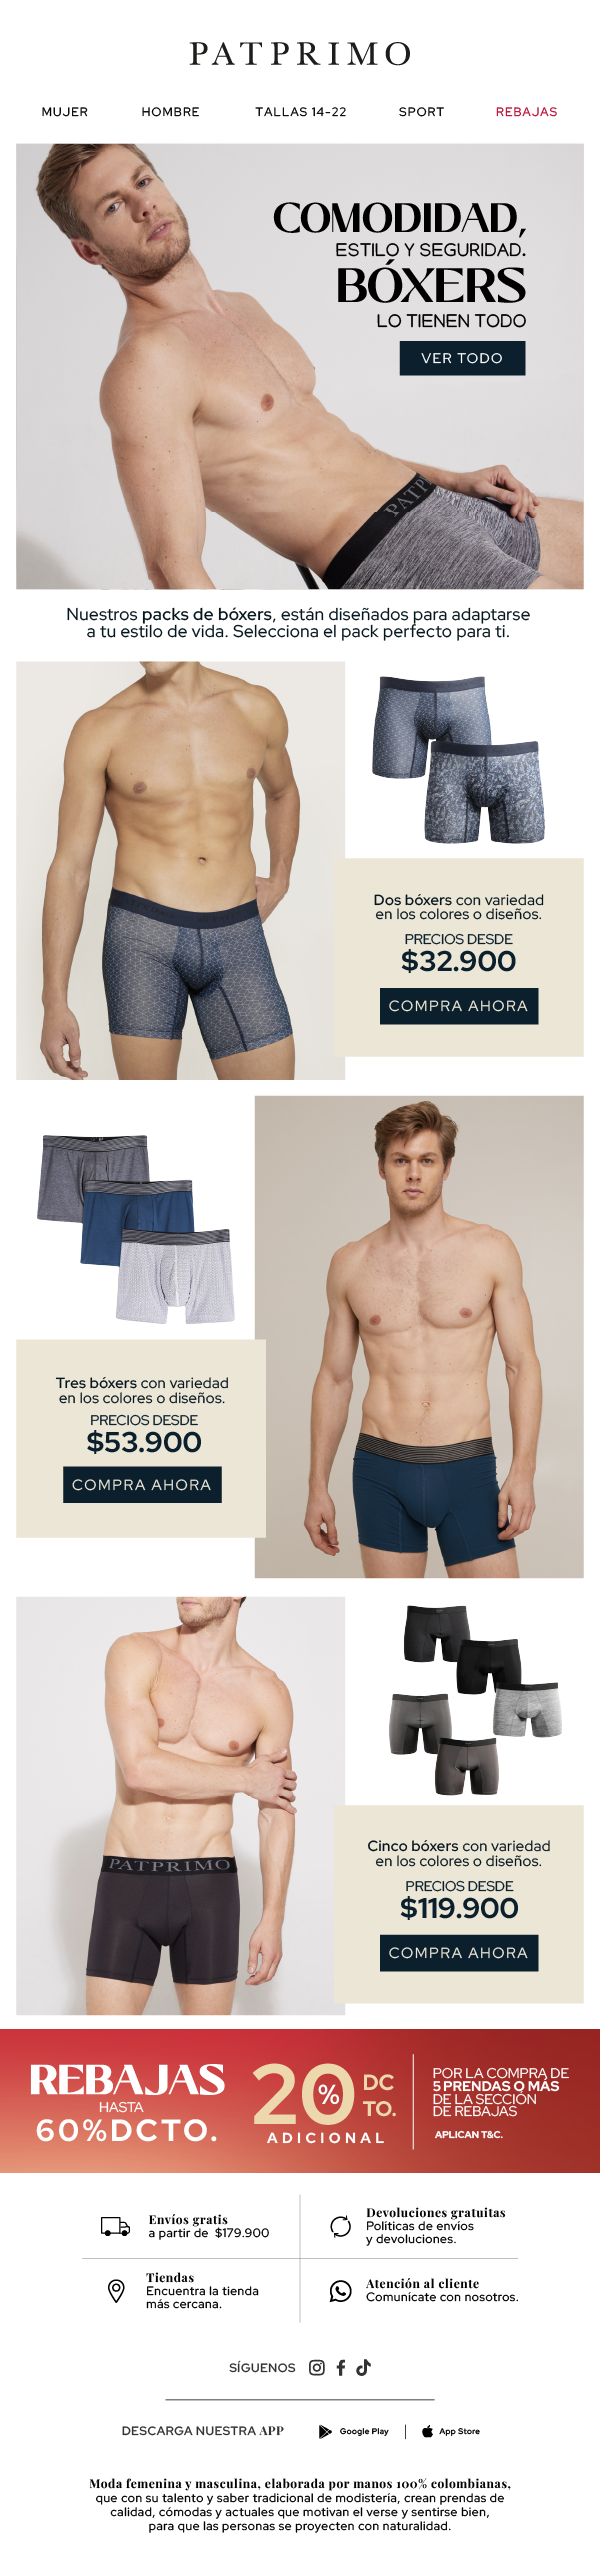 PATPRIMO
MUJER HOMBRE TALLAS 14-22 SPORT REBAJAS
COMODIDAD,
ESTILO Y SEGURIDAD.
BÓXERS
LO TIENEN TODO
VER TODO
PATPRI
Nuestros packs de bóxers, están diseñados para adaptarse
a tu estilo de vida. Selecciona el pack perfecto para ti.
Dos bóxers con variedad
en los colores o diseños.
PRECIOS DESDE
$32.900
COMPRA AHORA
Tres bóxers con variedad
en los colores o diseños.
PRECIOS DESDE
$53.900
COMPRA AHORA
PATPRIMO
Cinco bóxers con variedad
en los colores o diseños.
PRECIOS DESDE
$119.900
COMPRA AHORA
REBAJAS
HASTA
60%DCTO.
20% DC
TO.
ADICIONAL
POR LA COMPRA DE
5 PRENDAS O MÁS
DE LA SECCIÓN
DE REBAJAS
APLICAN T&C.
Envíos gratis
a partir de $179.900
Devoluciones gratuitas
Políticas de envíos
y devoluciones.
Tiendas
Encuentra la tienda
más cercana.
Atención al cliente
Comunícate con nosotros.
SÍGUENOS
DESCARGA NUESTRA APP
Google Play | App Store
Moda femenina y masculina, elaborada por manos 100% colombianas,
que con su talento y saber tradicional de modistería, crean prendas de
calidad, cómodas y actuales que motivan el verse y sentirse bien,
para que las personas se proyecten con naturalidad.